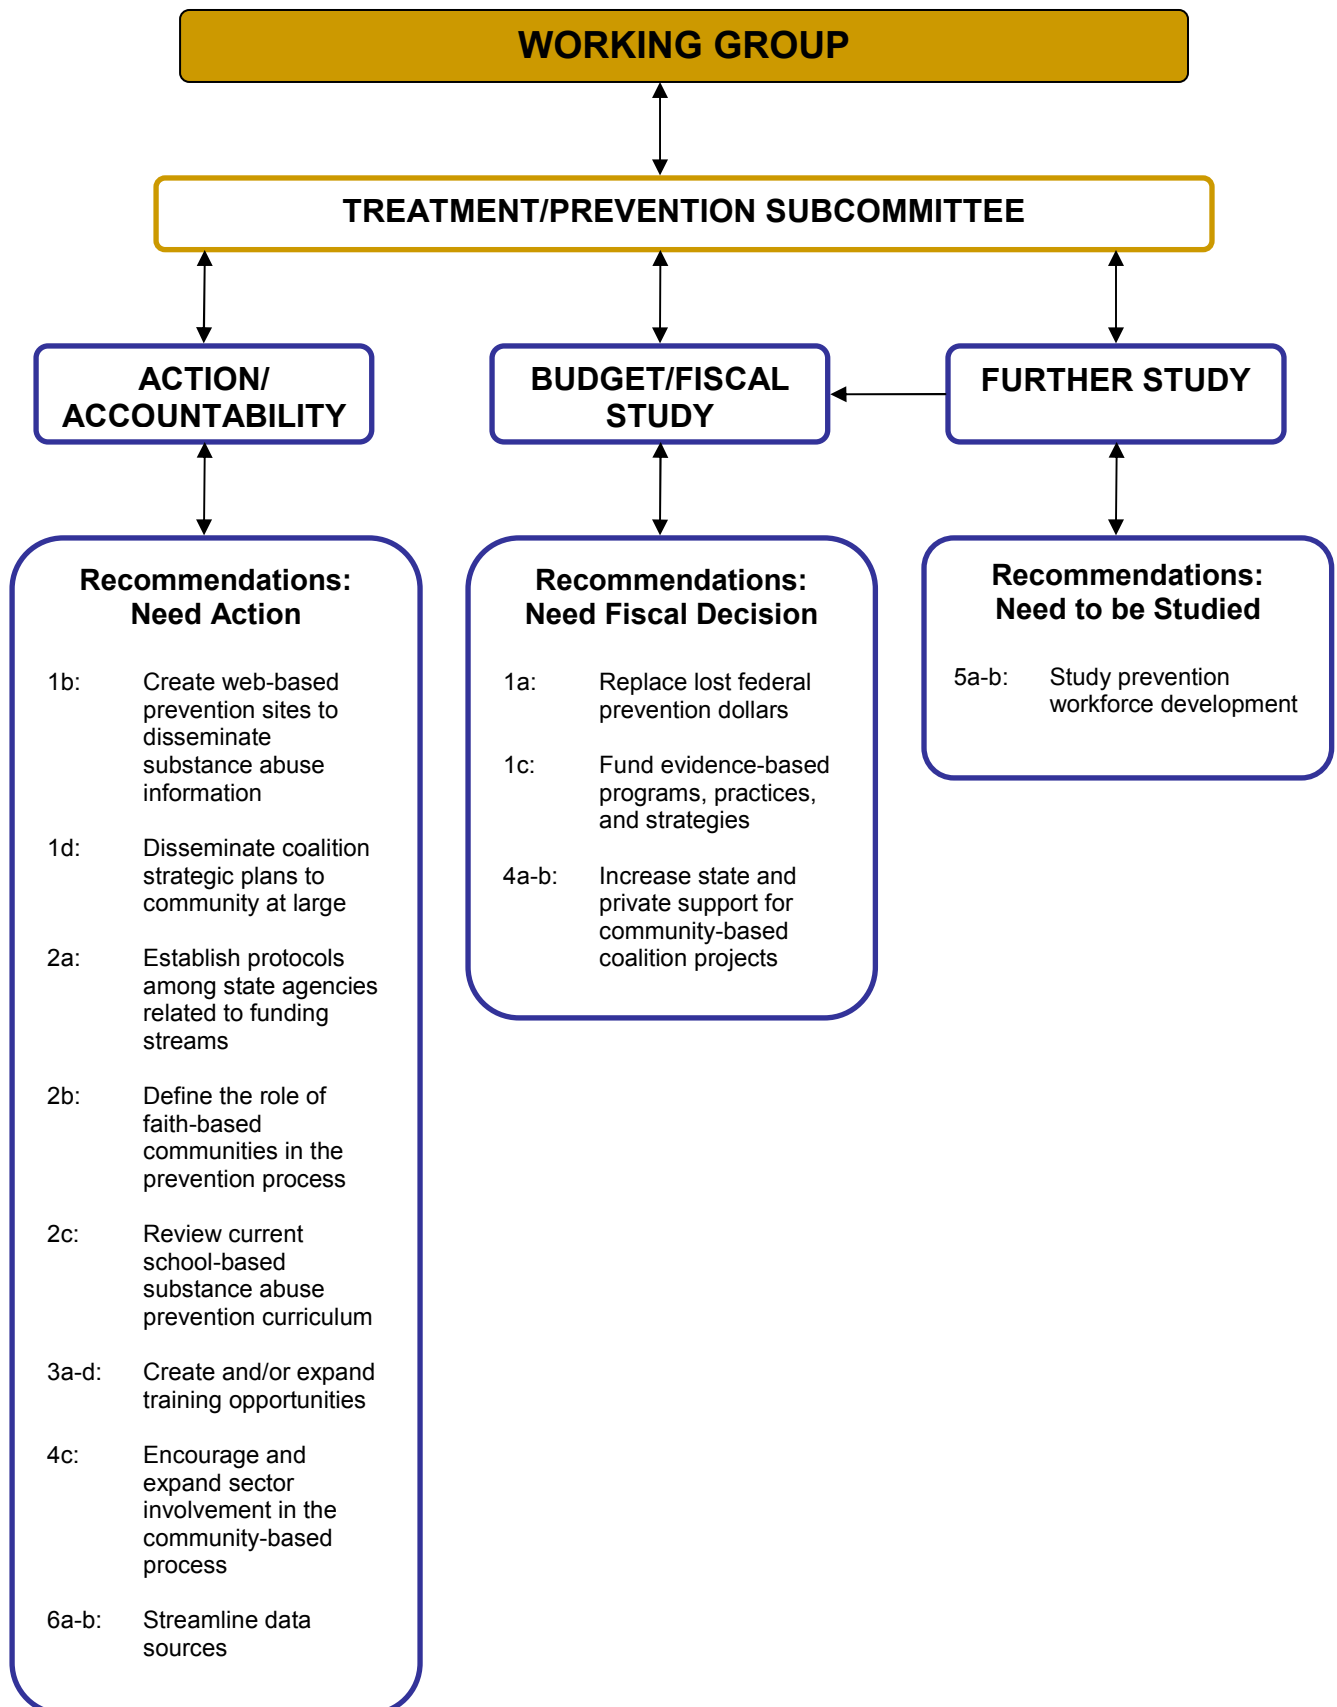 WORKING GROUP
TREATMENT/PREVENTION SUBCOMMITTEE
ACTION/
ACCOUNTABILITY
BUDGET/FISCAL
STUDY
FURTHER STUDY
Recommendations:
Need Action
1b: Create web-based
prevention sites to
disseminate
substance abuse
information
1d: Disseminate coalition
strategic plans to
community at large
2a: Establish protocols
among state agencies
related to funding
streams
2b: Define the role of
faith-based
communities in the
prevention process
2c: Review current
school-based
substance abuse
prevention curriculum
3a-d: Create and/or expand
training opportunities
4c: Encourage and
expand sector
involvement in the
community-based
process
6a-b: Streamline data
sources
Recommendations:
Need Fiscal Decision
1a: Replace lost federal
prevention dollars
1c: Fund evidence-based
programs, practices,
and strategies
4a-b: Increase state and
private support for
community-based
coalition projects
Recommendations:
Need to be Studied
5a-b: Study prevention
workforce development